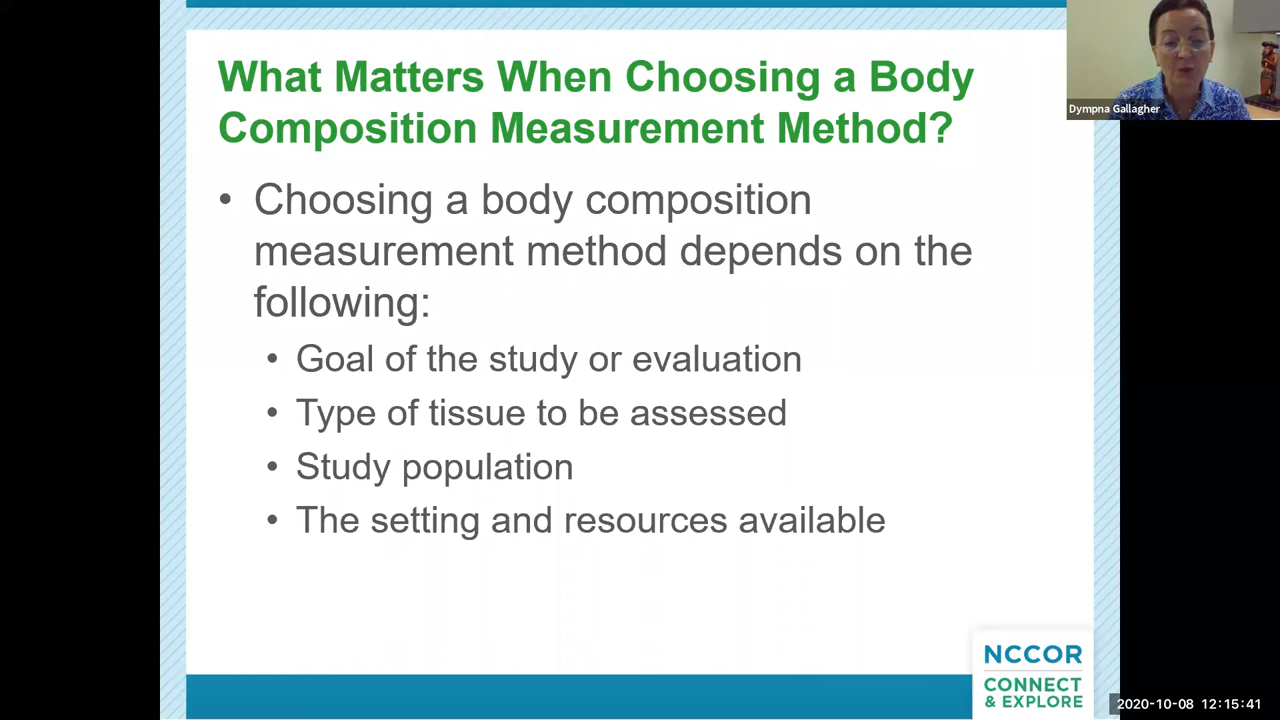 What Matters When Choosing a Body
Composition Measurement Method?
• Choosing a body composition
measurement method depends on the
following:
• Goal of the study or evaluation
• Type of tissue to be assessed
• Study population
• The setting and resources available
Dympna Gallagher
NCCOR
CONNECT
& EXPLORE
2020-10-08 12:15:41